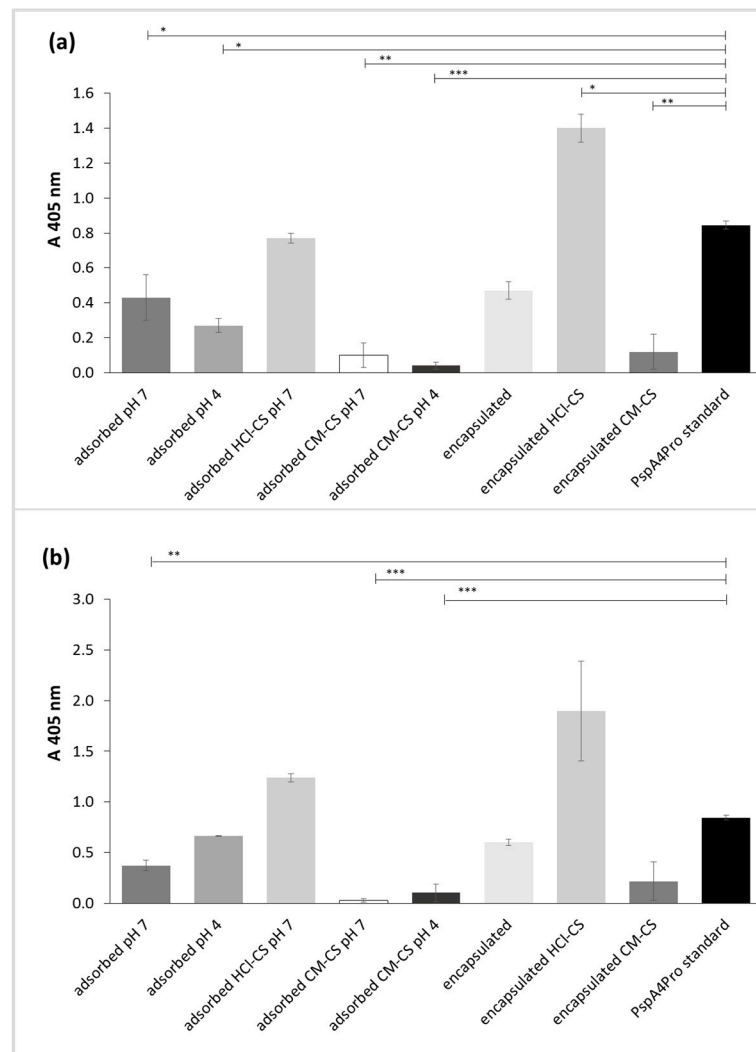 (a)
*
*
**
***
*
**
1.6
1.4
1.2
1.0
0.8
0.6
0.4
0.2
0.0
A 405 nm
adsorbed pH 7
adsorbed pH 4
adsorbed HCl-CS pH 7
adsorbed CM-CS pH 7
adsorbed CM-CS pH 4
encapsulated
encapsulated HCl-CS
encapsulated CM-CS
PspA4Pro standard
(b)
**
***
***
3.0
2.5
2.0
1.5
1.0
0.5
0.0
A 405 nm
adsorbed pH 7
adsorbed pH 4
adsorbed HCl-CS pH 7
adsorbed CM-CS pH 7
adsorbed CM-CS pH 4
encapsulated
encapsulated HCl-CS
encapsulated CM-CS
PspA4Pro standard